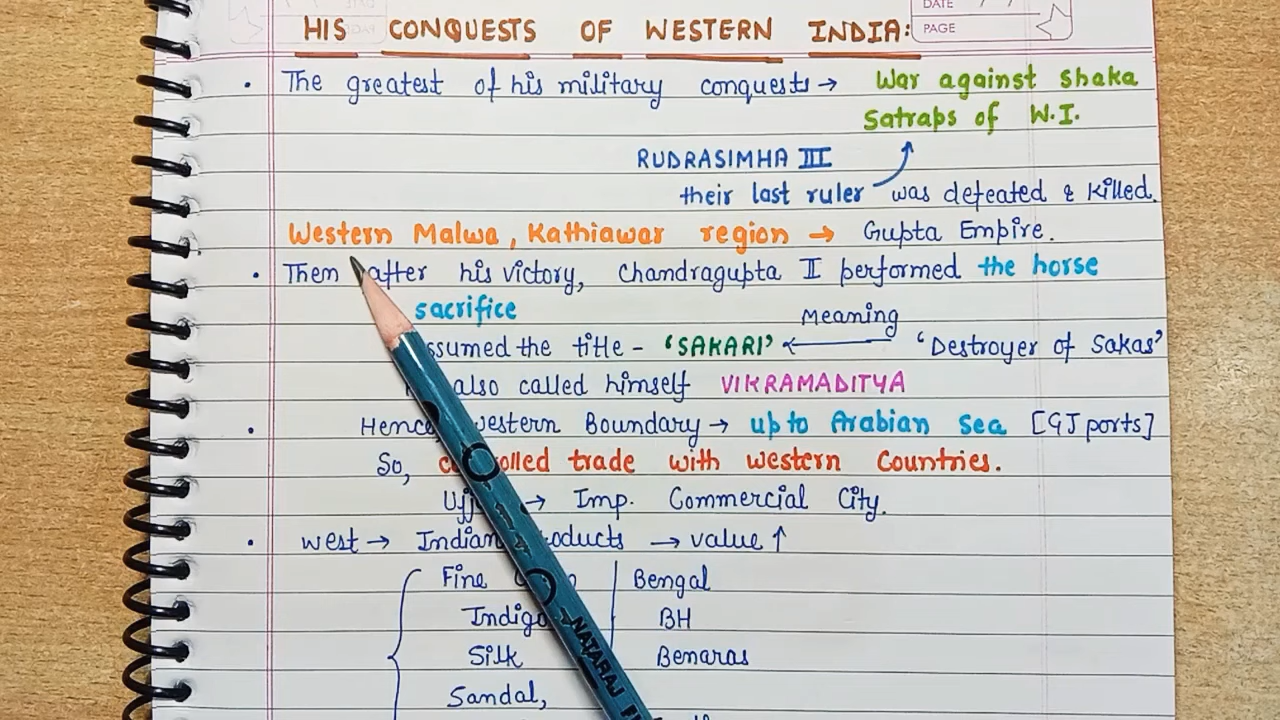 DATE
PAGE
HIS CONQUESTS OF WESTERN INDIA:
• The greatest of his military conquests → War against Shaka
Satraps of W.I.
RUDRASIMHA III
their last ruler was defeated & killed.
Western Malwa, Kathiawar region → Gupta Empire.
• Then after his victory, Chandragupta II performed the horse
sacrifice
ssumed the title - 'SAKARI' ← Meaning 'Destroyer of Sakas'
also called himself VIKRAMADITYA
• Hence Western Boundary → upto Arabian Sea [GJ ports]
So, controlled trade with western Countries.
→ Imp. Commercial City.
• West → Indian products → value ↑
Fine Bengal
Indigo BH
Silk Benaras
Sandal,
NATARAJ